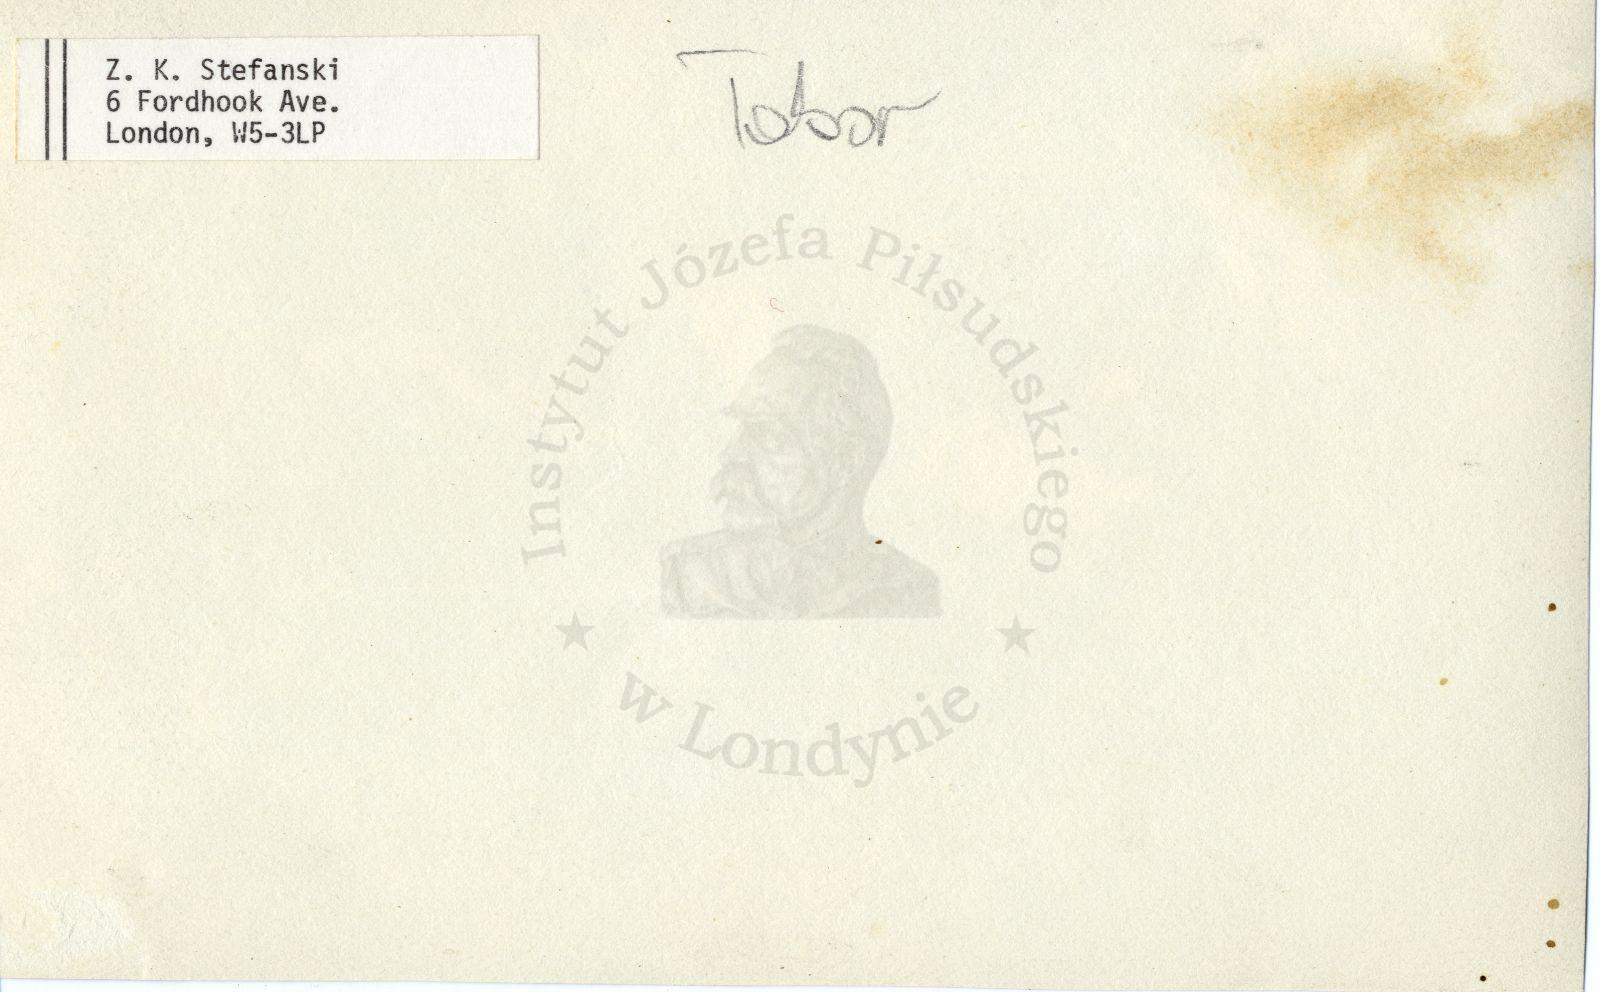 Z. K. Stefanski
6 Fordhook Ave.
London, W5-3LP
Tabor
Instytut Józefa Piłsudskiego
w Londynie